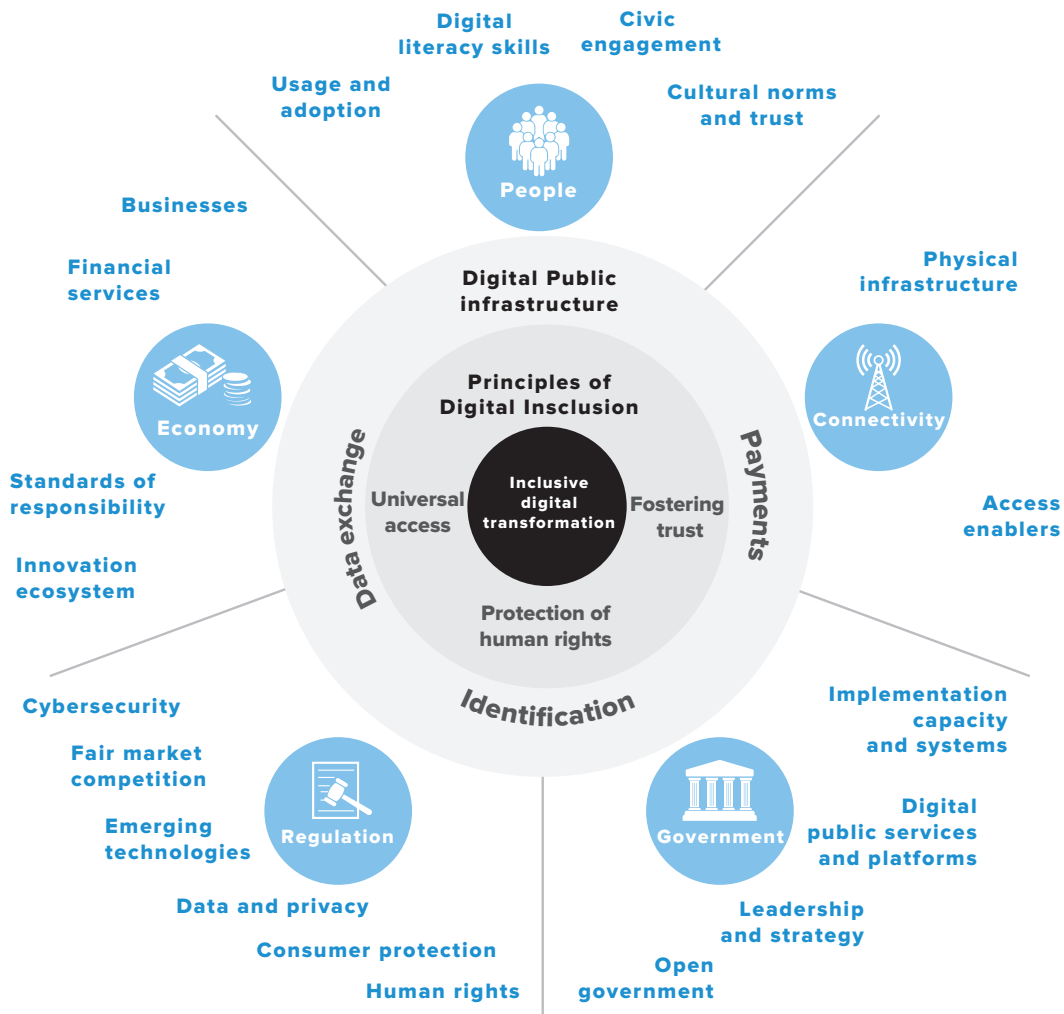 Digital
literacy skills
Civic
engagement
Usage and
adoption
Cultural norms
and trust
People
Businesses
Financial
services
Economy
Standards of
responsibility
Innovation
ecosystem
Physical
infrastructure
Connectivity
Access
enablers
Digital Public
infrastructure
Data exchange
Payments
Identification
Principles of
Digital Insclusion
Universal
access
Fostering
trust
Protection of
human rights
Inclusive
digital
transformation
Cybersecurity
Fair market
competition
Emerging
technologies
Regulation
Data and privacy
Consumer protection
Human rights
Implementation
capacity
and systems
Government
Digital
public services
and platforms
Leadership
and strategy
Open
government